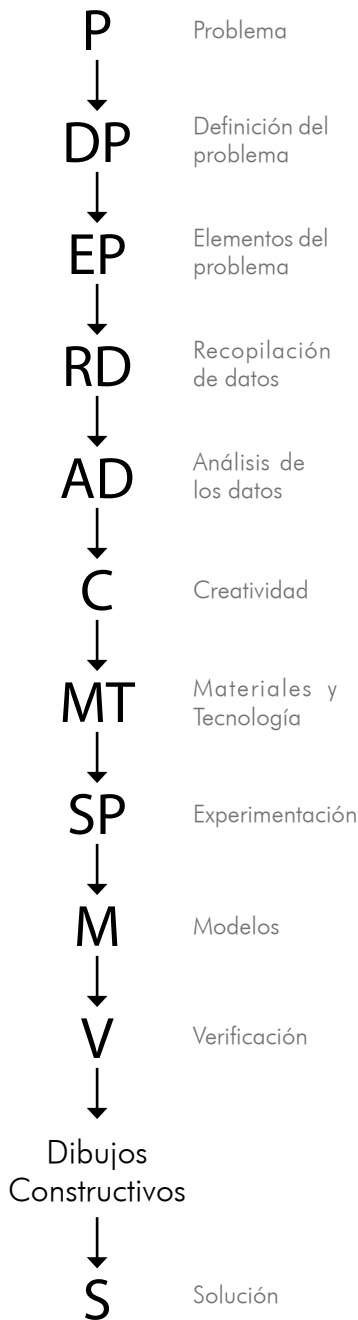 P Problema
DP Definición del
problema
EP Elementos del
problema
RD Recopilación
de datos
AD Análisis de
los datos
C Creatividad
MT Materiales y
Tecnología
SP Experimentación
M Modelos
V Verificación
Dibujos
Constructivos
S Solución